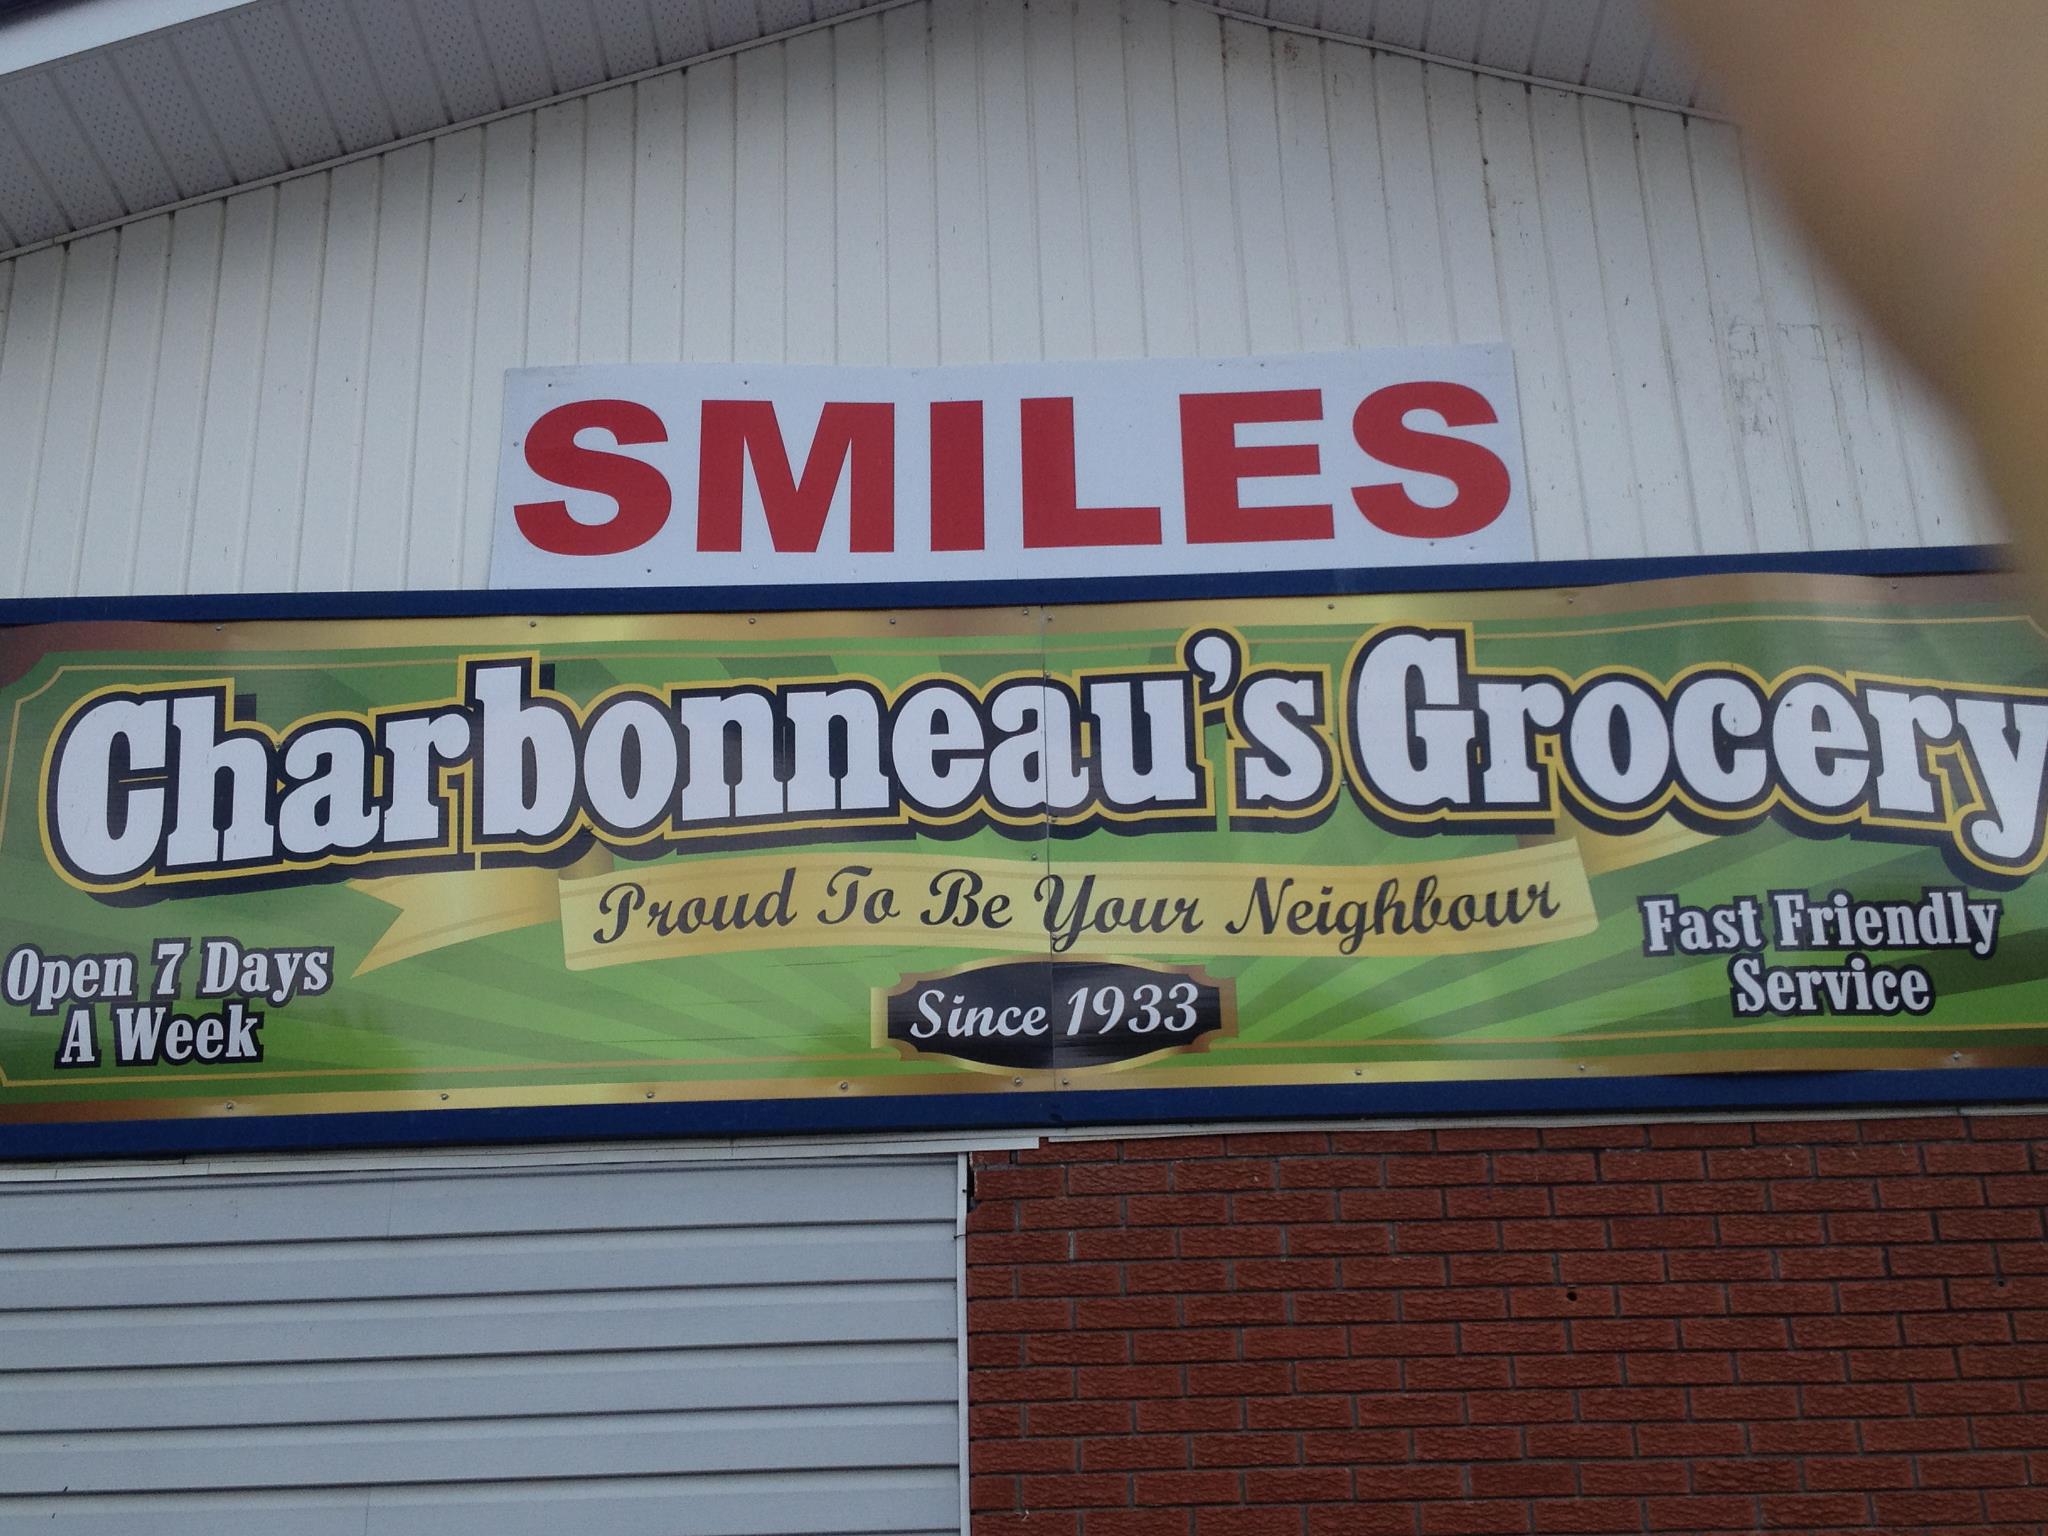 SMILES
Charbonneau's Grocery
Proud To Be Your Neighbour
Open 7 Days
A Week
Since 1933
Fast Friendly
Service